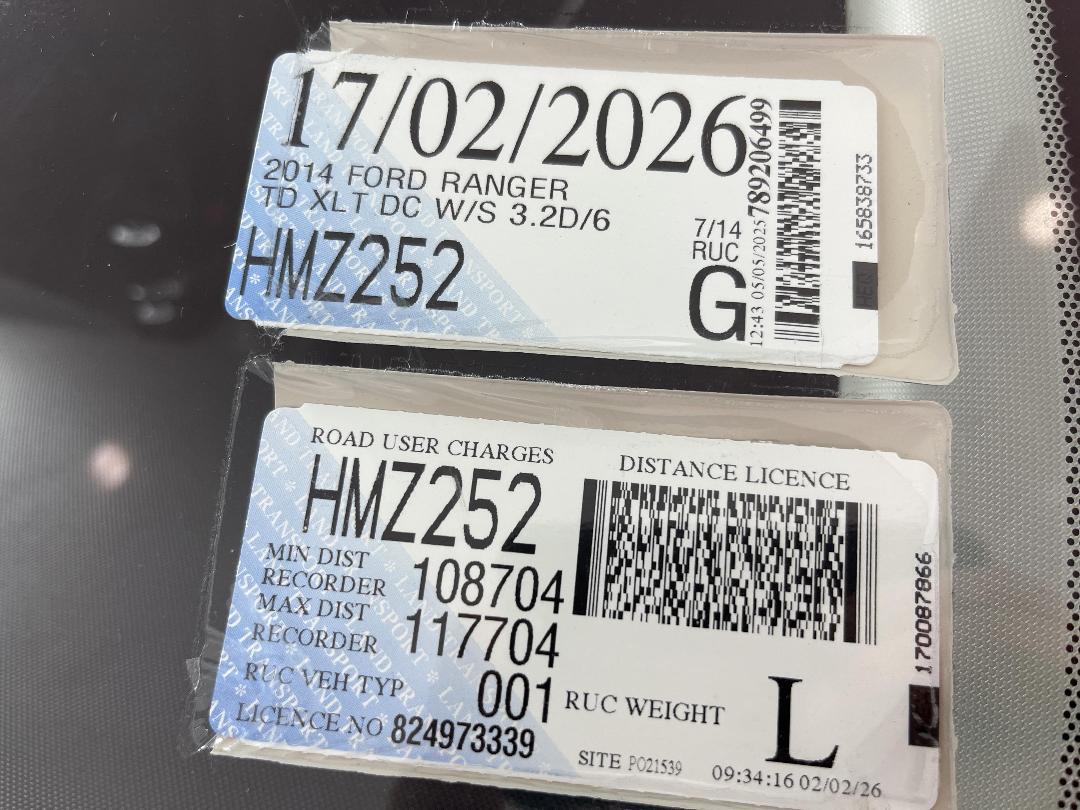 17/02/2026
2014 FORD RANGER
TD XLT DC W/S 3.2D/6
HMZ252
7/14
RUC
G
12:43 05/05/2025 789206499
165838733
ROAD USER CHARGES
HMZ252
MIN DIST
RECORDER 108704
MAX DIST
RECORDER 117704
RUC VEH TYP 001
LICENCE NO 824973339
DISTANCE LICENCE
RUC WEIGHT L
SITE PO21539 09:34:16 02/02/26
170087866